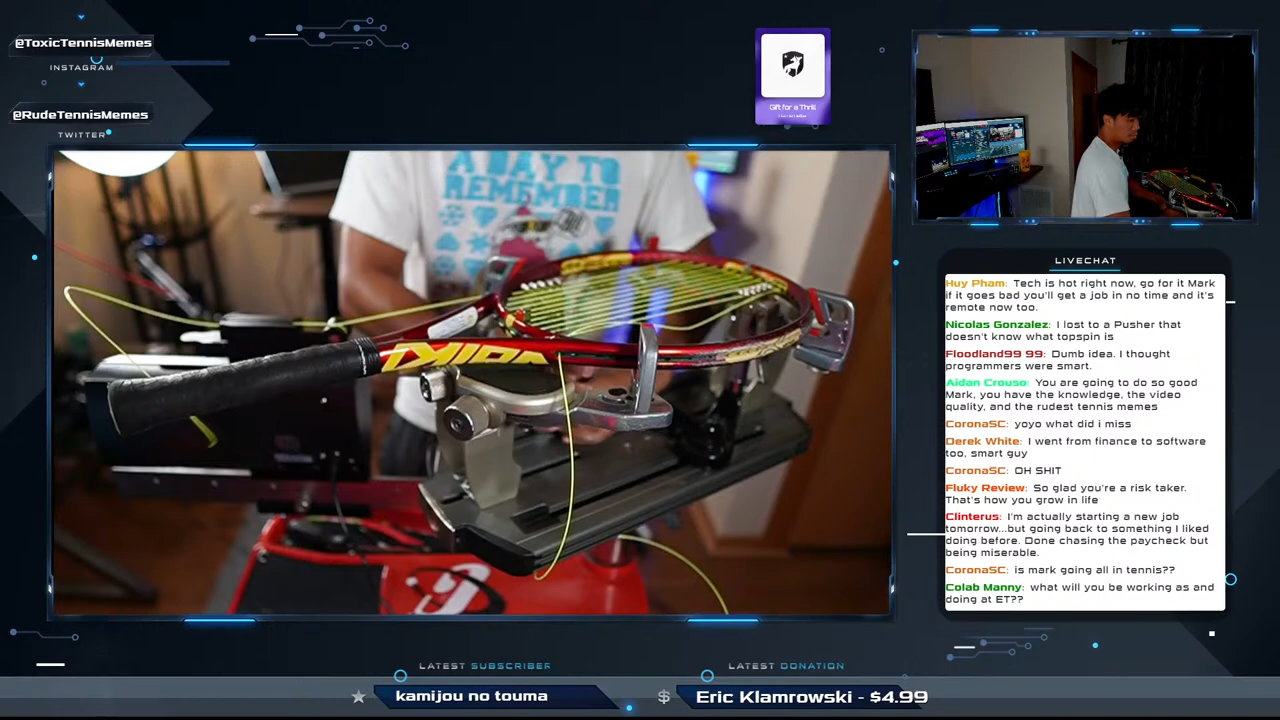 @ToxicTennisMemes
INSTAGRAM
@RudeTennisMemes
TWITTER
Gift for a Thrill
A DAY TO
REMEMBER
LIVECHAT
Huy Pham: Tech is hot right now, go for it Mark
if it goes bad you'll get a job in no time and it's
remote now too.
Nicolas Gonzalez: I lost to a Pusher that
doesn't know what topspin is
Floodland99 99: Dumb idea. I thought
programmers were smart.
Aidan Crouso: You are going to do so good
Mark, you have the knowledge, the video
quality, and the rudest tennis memes
CoronaSC: yoyo what did i miss
Derek White: I went from finance to software
too, smart guy
CoronaSC: OH SHIT
Fluky Review: So glad you're a risk taker.
That's how you grow in life
Clinterus: I'm actually starting a new job
tomorrow...but going back to something I liked
doing before. Done chasing the paycheck but
being miserable.
CoronaSC: is mark going all in tennis??
Colab Manny: what will you be working as and
doing at ET??
LATEST SUBSCRIBER
kamijou no touma
LATEST DONATION
$ Eric Klamrowski - $4.99